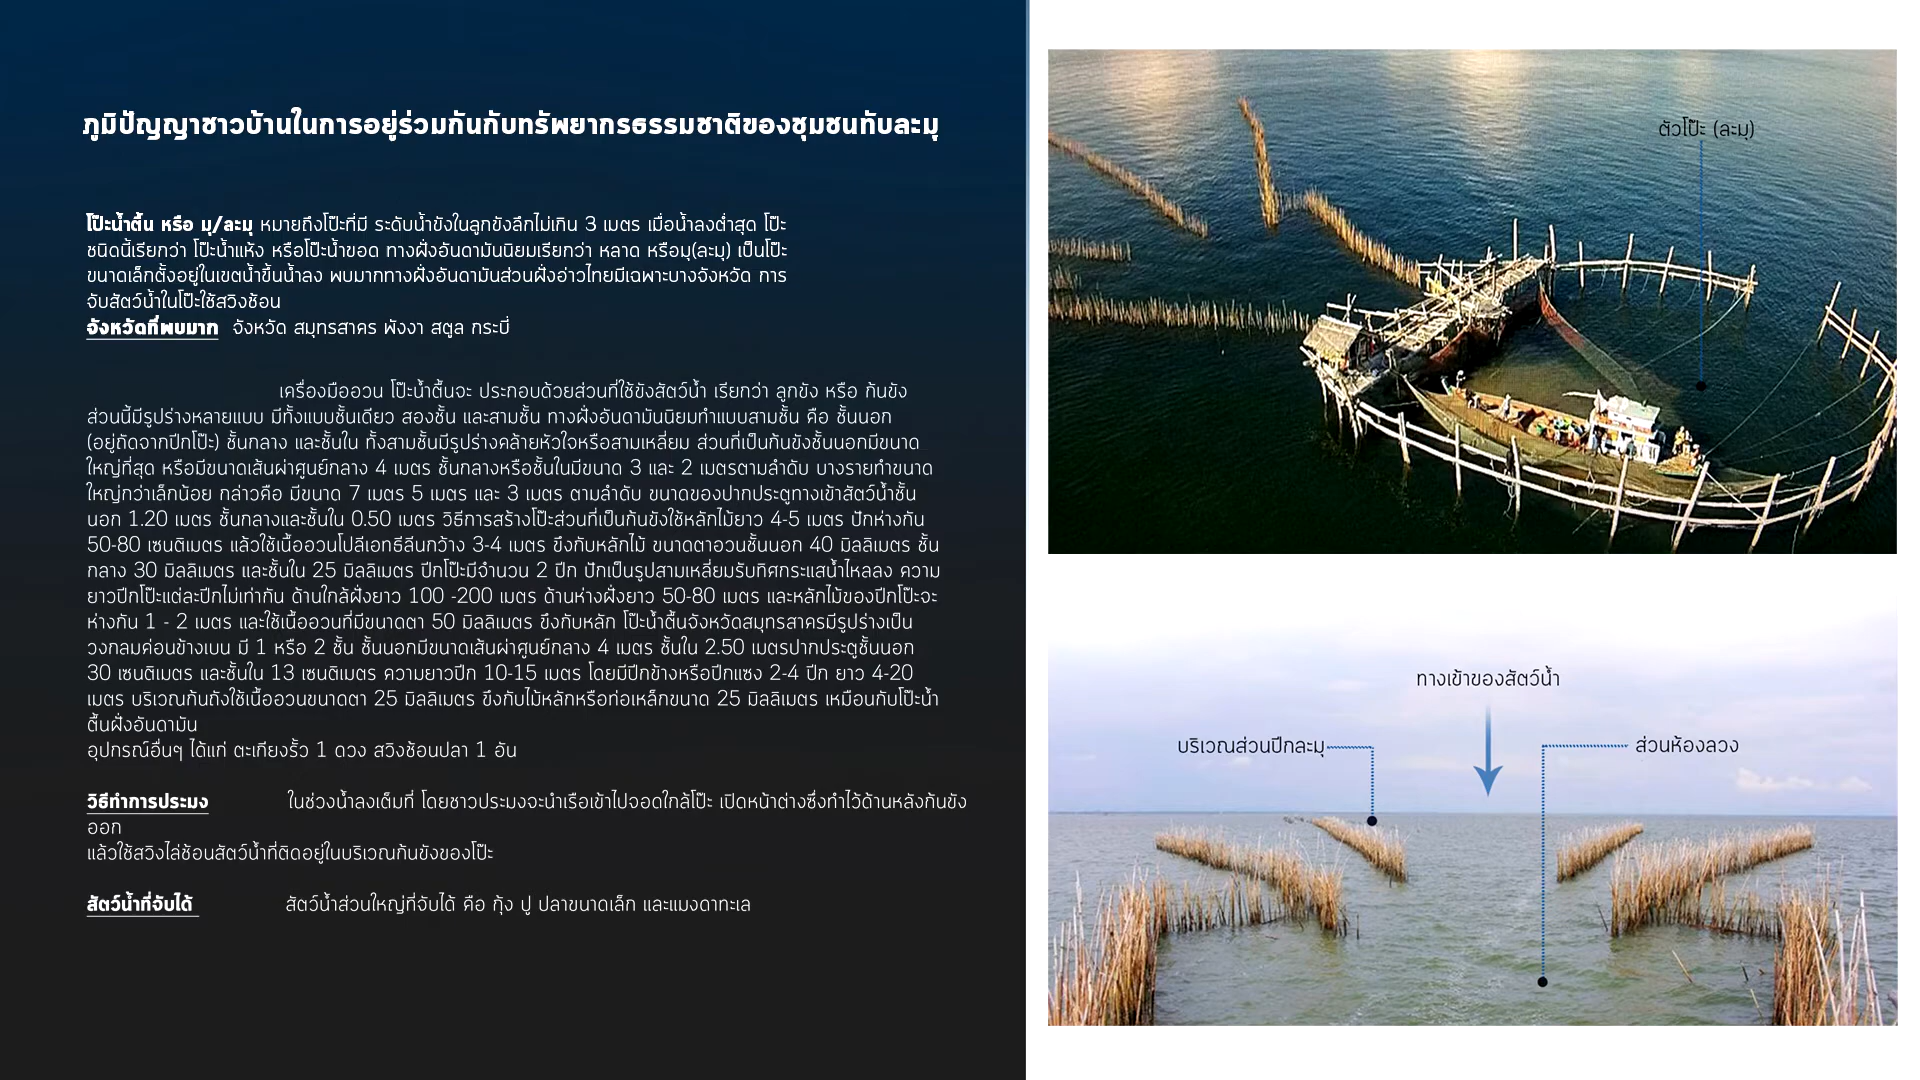 ภูมิปัญญาชาวบ้านในการอยู่ร่วมกันกับทรัพยากรธรรมชาติของชุมชนทับละมุ
โป๊ะน้ำตื้น หรือ มุ/ละมุ หมายถึงโป๊ะที่มี ระดับน้ำขังในลูกขังลึกไม่เกิน 3 เมตร เมื่อน้ำลงต่ำสุด โป๊ะ
ชนิดนี้เรียกว่า โป๊ะน้ำแห้ง หรือโป๊ะน้ำขอด ทางฝั่งอันดามันนิยมเรียกว่า หลาด หรือมุ(ละมุ) เป็นโป๊ะ
ขนาดเล็กตั้งอยู่ในเขตน้ำขึ้นน้ำลง พบมากทางฝั่งอันดามันส่วนฝั่งอ่าวไทยมีเฉพาะบางจังหวัด การ
จับสัตว์น้ำในโป๊ะใช้สวิงช้อน
จังหวัดที่พบมาก จังหวัด สมุทรสาคร พังงา สตูล กระบี่
เครื่องมืออวน โป๊ะน้ำตื้นจะ ประกอบด้วยส่วนที่ใช้ขังสัตว์น้ำ เรียกว่า ลูกขัง หรือ กันขัง
ส่วนนี้มีรูปร่างหลายแบบ มีทั้งแบบชั้นเดียว สองชั้น และสามชั้น ทางฝั่งอันดามันนิยมทำแบบสามชั้น คือ ชั้นนอก
(อยู่ถัดจากปีกโป๊ะ) ชั้นกลาง และชั้นใน ทั้งสามชั้นมีรูปร่างคล้ายหัวใจหรือสามเหลี่ยม ส่วนที่เป็นกันขังชั้นนอกมีขนาด
ใหญ่ที่สุด หรือมีขนาดเส้นผ่าศูนย์กลาง 4 เมตร ชั้นกลางหรือชั้นในมีขนาด 3 และ 2 เมตรตามลำดับ บางรายทำขนาด
ใหญ่กว่าเล็กน้อย กล่าวคือ มีขนาด 7 เมตร 5 เมตร และ 3 เมตร ตามลำดับ ขนาดของปากประตูทางเข้าสัตว์น้ำชั้น
นอก 1.20 เมตร ชั้นกลางและชั้นใน 0.50 เมตร วิธีการสร้างโป๊ะส่วนที่เป็นกันขังใช้หลักไม้ยาว 4-5 เมตร ปักห่างกัน
50-80 เซนติเมตร แล้วใช้เนื้ออวนโปลีเอทธีลีนกว้าง 3-4 เมตร ขึงกับหลักไม้ ขนาดตาอวนชั้นนอก 40 มิลลิเมตร ชั้น
กลาง 30 มิลลิเมตร และชั้นใน 25 มิลลิเมตร ปีกโป๊ะมีจำนวน 2 ปีก ปักเป็นรูปสามเหลี่ยมรับทิศกระแสน้ำไหลลง ความ
ยาวปีกโป๊ะแต่ละปีกไม่เท่ากัน ด้านใกล้ฝั่งยาว 100 -200 เมตร ด้านห่างฝั่งยาว 50-80 เมตร และหลักไม้ของปีกโป๊ะจะ
ห่างกัน 1 - 2 เมตร และใช้เนื้ออวนที่มีขนาดตา 50 มิลลิเมตร ขึงกับหลัก โป๊ะน้ำตื้นจังหวัดสมุทรสาครมีรูปร่างเป็น
วงกลมค่อนข้างเบน มี 1 หรือ 2 ชั้น ชั้นนอกมีขนาดเส้นผ่าศูนย์กลาง 4 เมตร ชั้นใน 2.50 เมตรปากประตูชั้นนอก
30 เซนติเมตร และชั้นใน 13 เซนติเมตร ความยาวปีก 10-15 เมตร โดยมีปีกข้างหรือปีกแซง 2-4 ปีก ยาว 4-20
เมตร บริเวณกันถังใช้เนื้ออวนขนาดตา 25 มิลลิเมตร ขึงกับไม้หลักหรือท่อเหล็กขนาด 25 มิลลิเมตร เหมือนกับโป๊ะน้ำ
ตื้นฝั่งอันดามัน
อุปกรณ์อื่นๆ ได้แก่ ตะเกียงรั้ว 1 ดวง สวิงช้อนปลา 1 อัน
วิธีทำการประมง ในช่วงน้ำลงเต็มที่ โดยชาวประมงจะนำเรือเข้าไปจอดใกล้โป๊ะ เปิดหน้าต่างซึ่งทำไว้ด้านหลังกันขัง
ออก
แล้วใช้สวิงไล่ช้อนสัตว์น้ำที่ติดอยู่ในบริเวณกันขังของโป๊ะ
สัตว์น้ำที่จับได้ สัตว์น้ำส่วนใหญ่ที่จับได้ คือ กุ้ง ปู ปลาขนาดเล็ก และแมงดาทะเล
ตัวโป๊ะ (ละมุ)
ทางเข้าของสัตว์น้ำ
บริเวณส่วนปีกละมุ
ส่วนห้องลวง